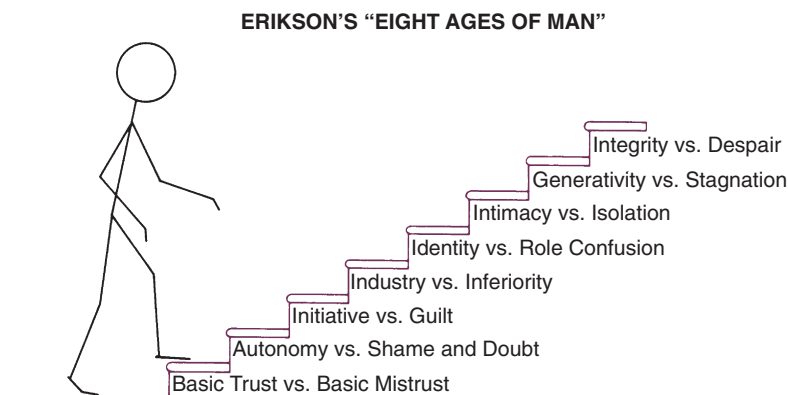 ERIKSON’S “EIGHT AGES OF MAN”
Integrity vs. Despair
Generativity vs. Stagnation
Intimacy vs. Isolation
Identity vs. Role Confusion
Industry vs. Inferiority
Initiative vs. Guilt
Autonomy vs. Shame and Doubt
Basic Trust vs. Basic Mistrust